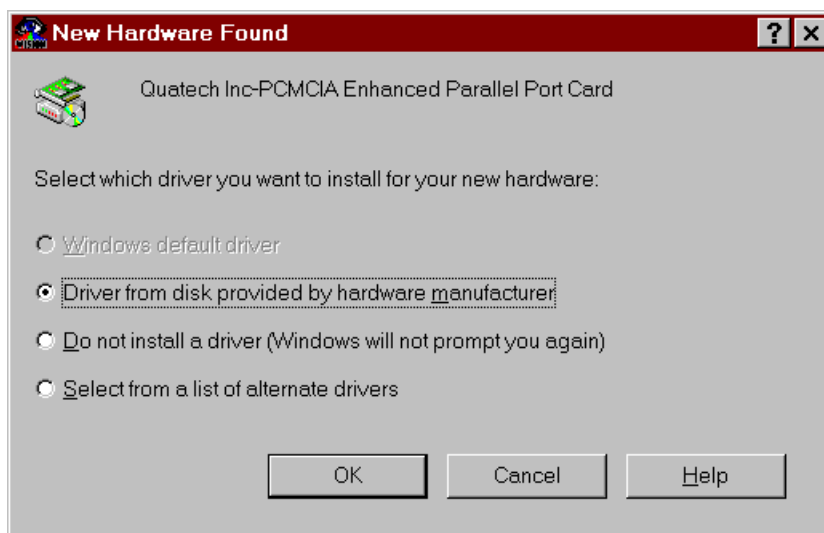 New Hardware Found
Quatech Inc-PCMCIA Enhanced Parallel Port Card
Select which driver you want to install for your new hardware:
Windows default driver
Driver from disk provided by hardware manufacturer
Do not install a driver (Windows will not prompt you again)
Select from a list of alternate drivers
OK Cancel Help